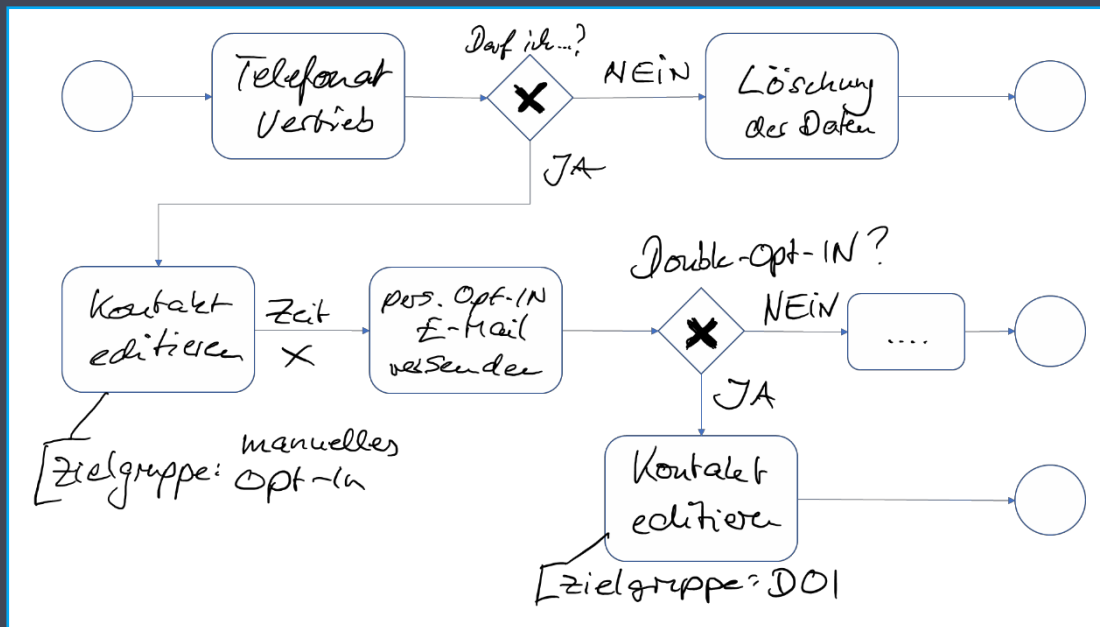 Darf ich...?
Telefonat
Vertrieb
NEIN
Löschung
der Daten
JA
Double-Opt-IN?
Kontakt
editieren
Zeit
X
pers. Opt-IN
E-Mail
versenden
NEIN
....
JA
Zielgruppe: manuelles
Opt-In
Kontakt
editieren
Zielgruppe: DOI